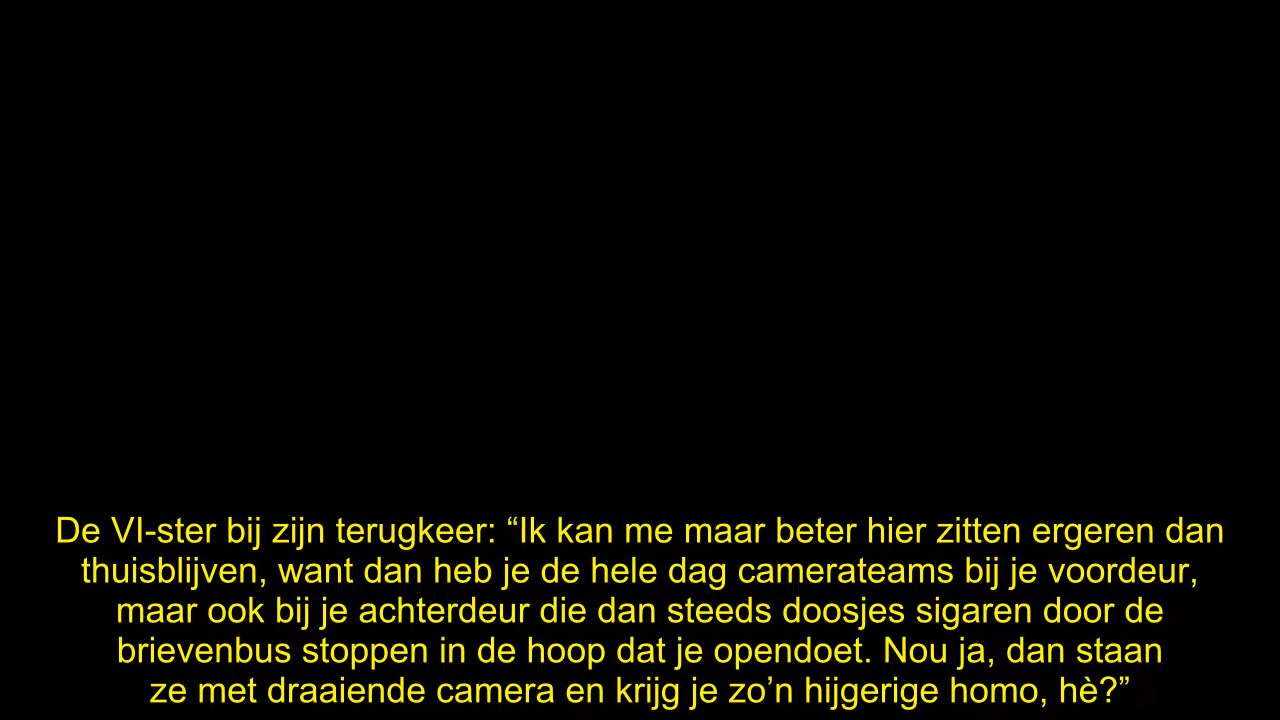 De VI-ster bij zijn terugkeer: “Ik kan me maar beter hier zitten ergeren dan
thuisblijven, want dan heb je de hele dag camerateams bij je voordeur,
maar ook bij je achterdeur die dan steeds doosjes sigaren door de
brievenbus stoppen in de hoop dat je opendoet. Nou ja, dan staan
ze met draaiende camera en krijg je zo’n hijgerige homo, hè?”